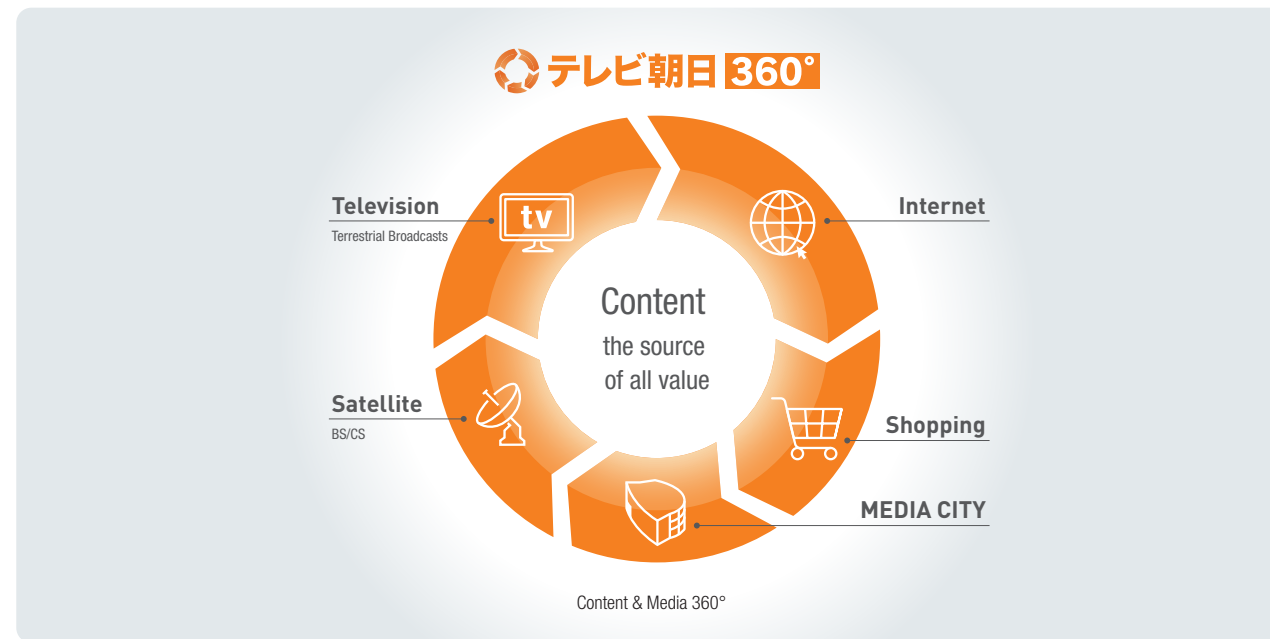 テレビ朝日 360°
Television
Terrestrial Broadcasts
tv
Internet
Content
the source
of all value
Satellite
BS/CS
Shopping
MEDIA CITY
Content & Media 360°